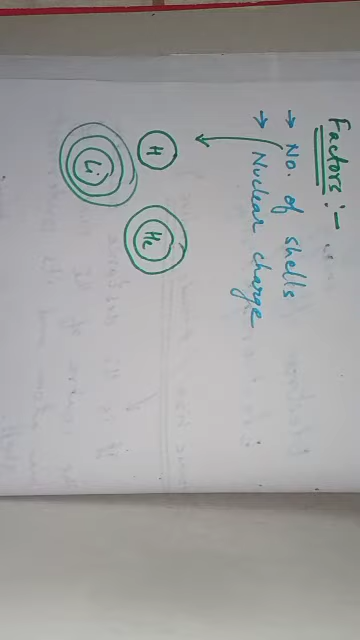 Factors:-
→ No. of shells
→ Nuclear charge
H He
Li